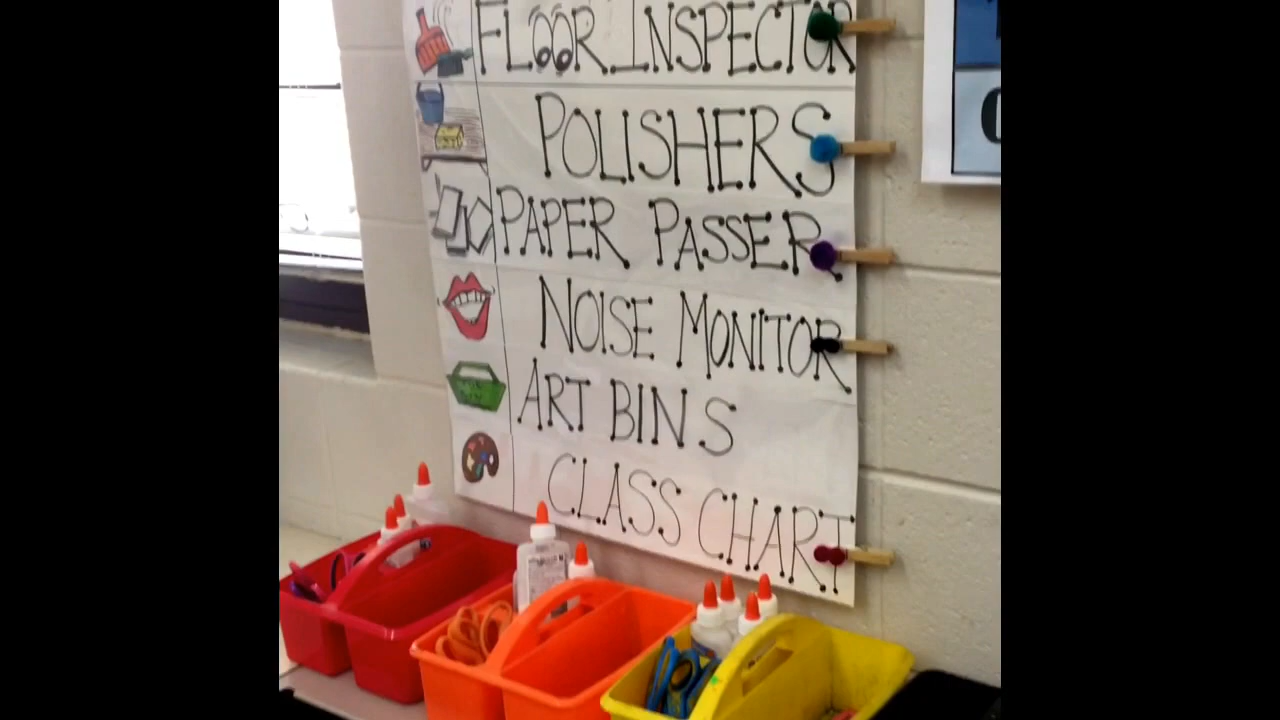 FLOOR INSPECTOR
POLISHERS
PAPER PASSER
NOISE MONITOR
ART BINS
CLASS CHART